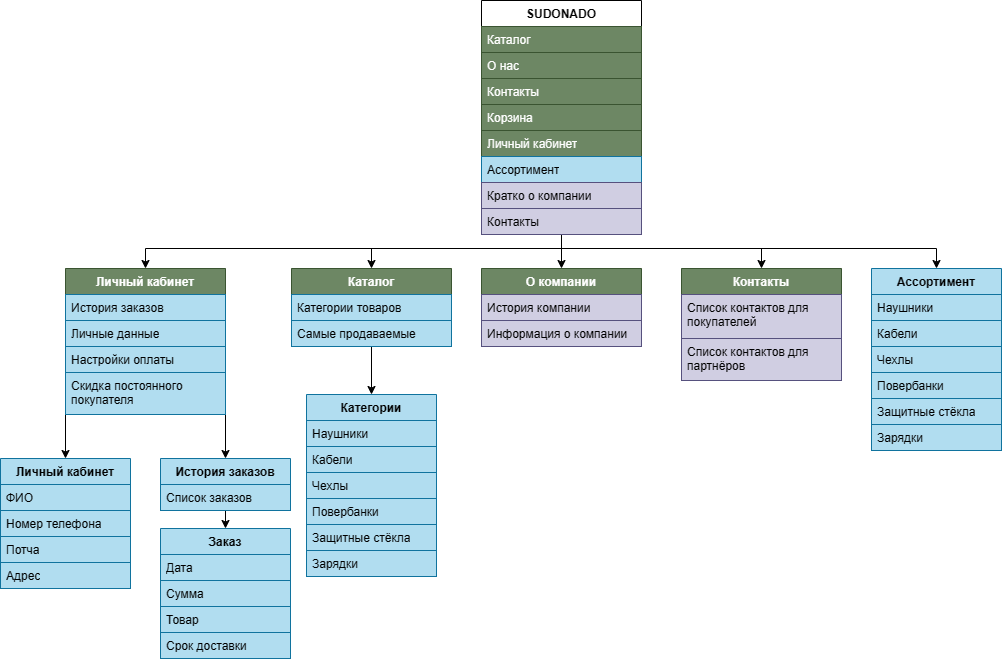 SUDONADO
Каталог
О нас
Контакты
Корзина
Личный кабинет
Ассортимент
Кратко о компании
Контакты
Личный кабинет
История заказов
Личные данные
Настройки оплаты
Скидка постоянного
покупателя
Каталог
Категории товаров
Самые продаваемые
О компании
История компании
Информация о компании
Контакты
Список контактов для
покупателей
Список контактов для
партнёров
Ассортимент
Наушники
Кабели
Чехлы
Повербанки
Защитные стёкла
Зарядки
Личный кабинет
ФИО
Номер телефона
Потча
Адрес
История заказов
Список заказов
Заказ
Дата
Сумма
Товар
Срок доставки
Категории
Наушники
Кабели
Чехлы
Повербанки
Защитные стёкла
Зарядки